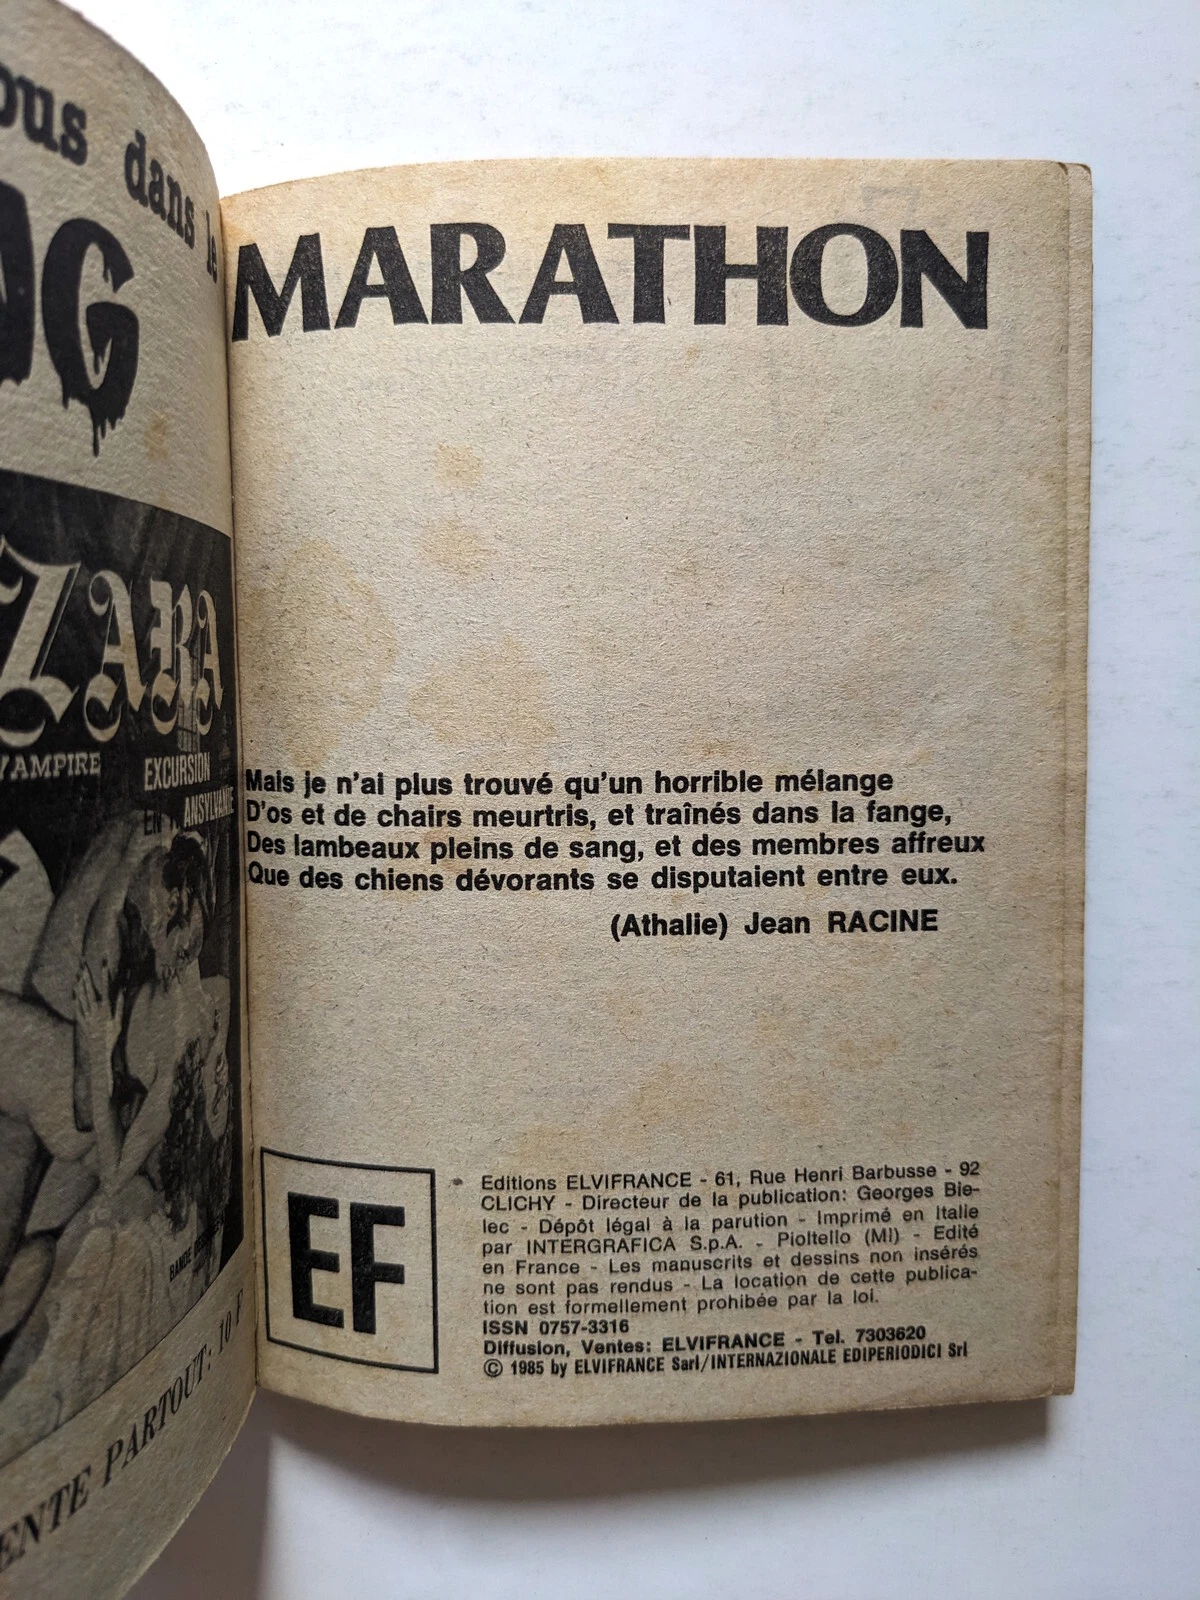 dans le
ZARA
VAMPIRE
EXCURSION
PARTOUT: 10 F
MARATHON
Mais je n'ai plus trouvé qu'un horrible mélange
D'os et de chairs meurtris, et traînés dans la fange,
Des lambeaux pleins de sang, et des membres affreux
Que des chiens dévorants se disputaient entre eux.
(Athalie) Jean RACINE
EF
Editions ELVIFRANCE - 61, Rue Henri Barbusse - 92
CLICHY - Directeur de la publication: Georges Bie-
lec - Dépôt légal à la parution - Imprimé en Italie
par INTERGRAFICA S.p.A. - Pioltello (MI) - Edité
en France - Les manuscrits et dessins non insérés
ne sont pas rendus - La location de cette publica-
tion est formellement prohibée par la loi.
ISSN 0757-3316
Diffusion, Ventes: ELVIFRANCE - Tel. 7303620
© 1985 by ELVIFRANCE Sarl/INTERNAZIONALE EDIPERIODICI Srl